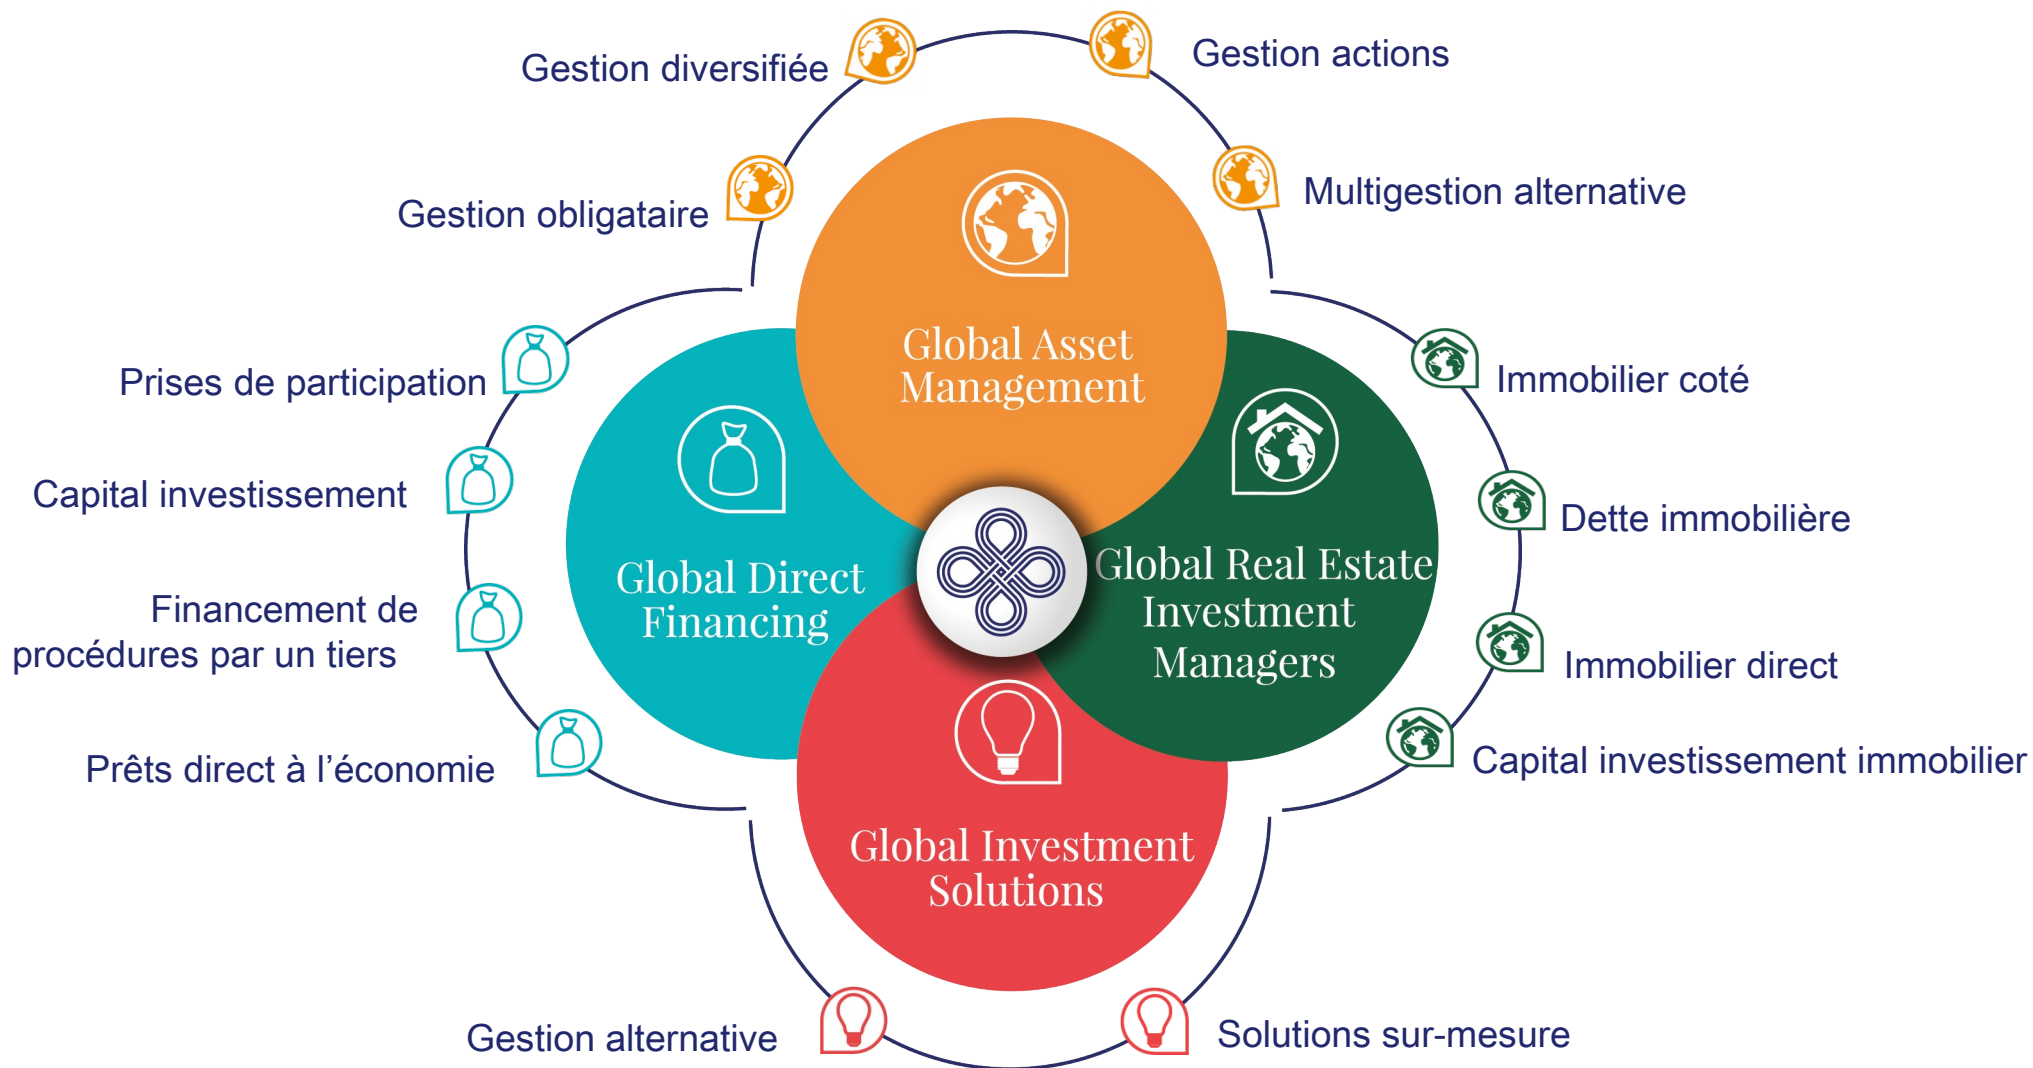 Gestion diversifiée
Gestion actions
Gestion obligataire
Multigestion alternative
Global Asset
Management
Prises de participation
Capital investissement
Financement de
procédures par un tiers
Prêts direct à l’économie
Global Direct
Financing
Global Real Estate
Investment
Managers
Immobilier coté
Dette immobilière
Immobilier direct
Capital investissement immobilier
Global Investment
Solutions
Gestion alternative
Solutions sur-mesure